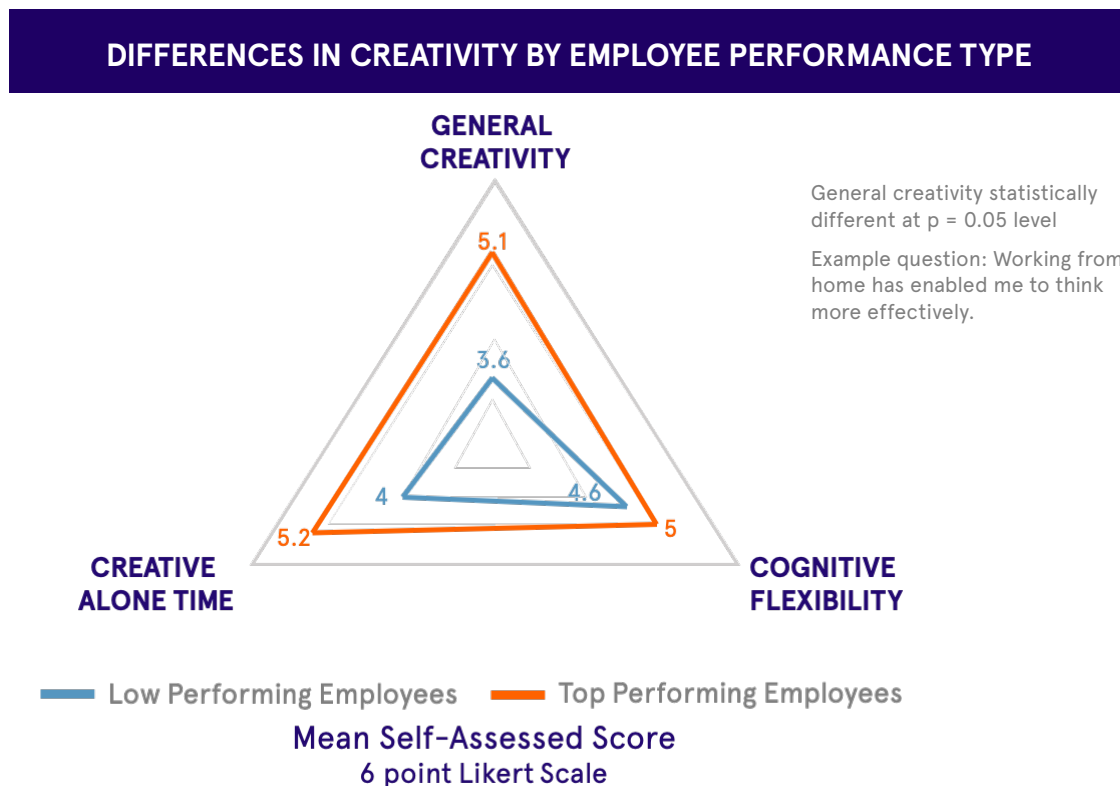 DIFFERENCES IN CREATIVITY BY EMPLOYEE PERFORMANCE TYPE
GENERAL
CREATIVITY
General creativity statistically
different at p = 0.05 level
Example question: Working from
home has enabled me to think
more effectively.
5.1
3.6
4
4.6
5.2
5
CREATIVE
ALONE TIME
COGNITIVE
FLEXIBILITY
Low Performing Employees
Top Performing Employees
Mean Self-Assessed Score
6 point Likert Scale